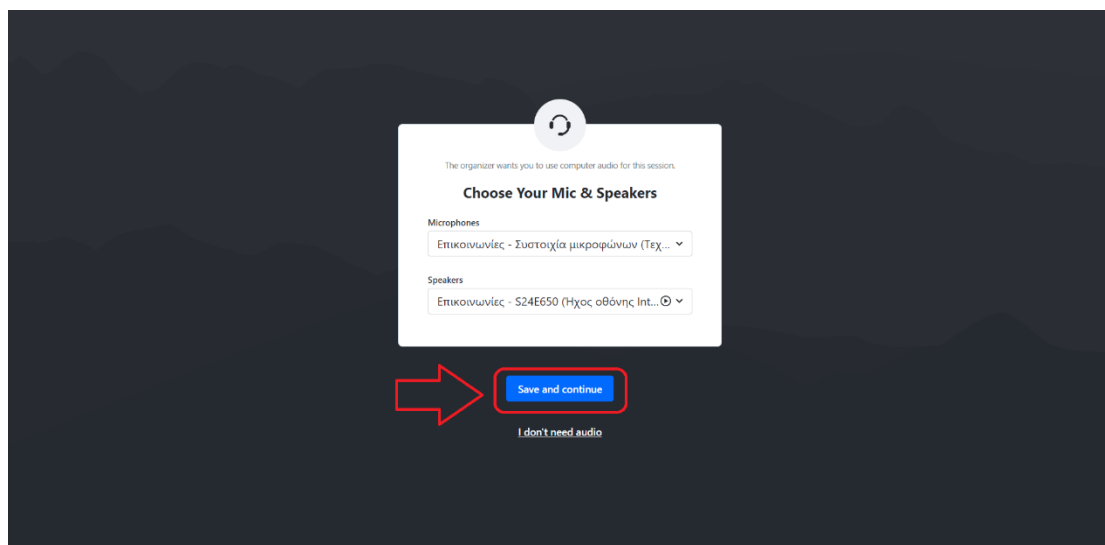 The organizer wants you to use computer audio for this session.
Choose Your Mic & Speakers
Microphones
Επικοινωνίες - Συστοιχία μικροφώνων (Τεχ...
Speakers
Επικοινωνίες - S24E650 (Ήχος οθόνης Int...
Save and continue
I don't need audio